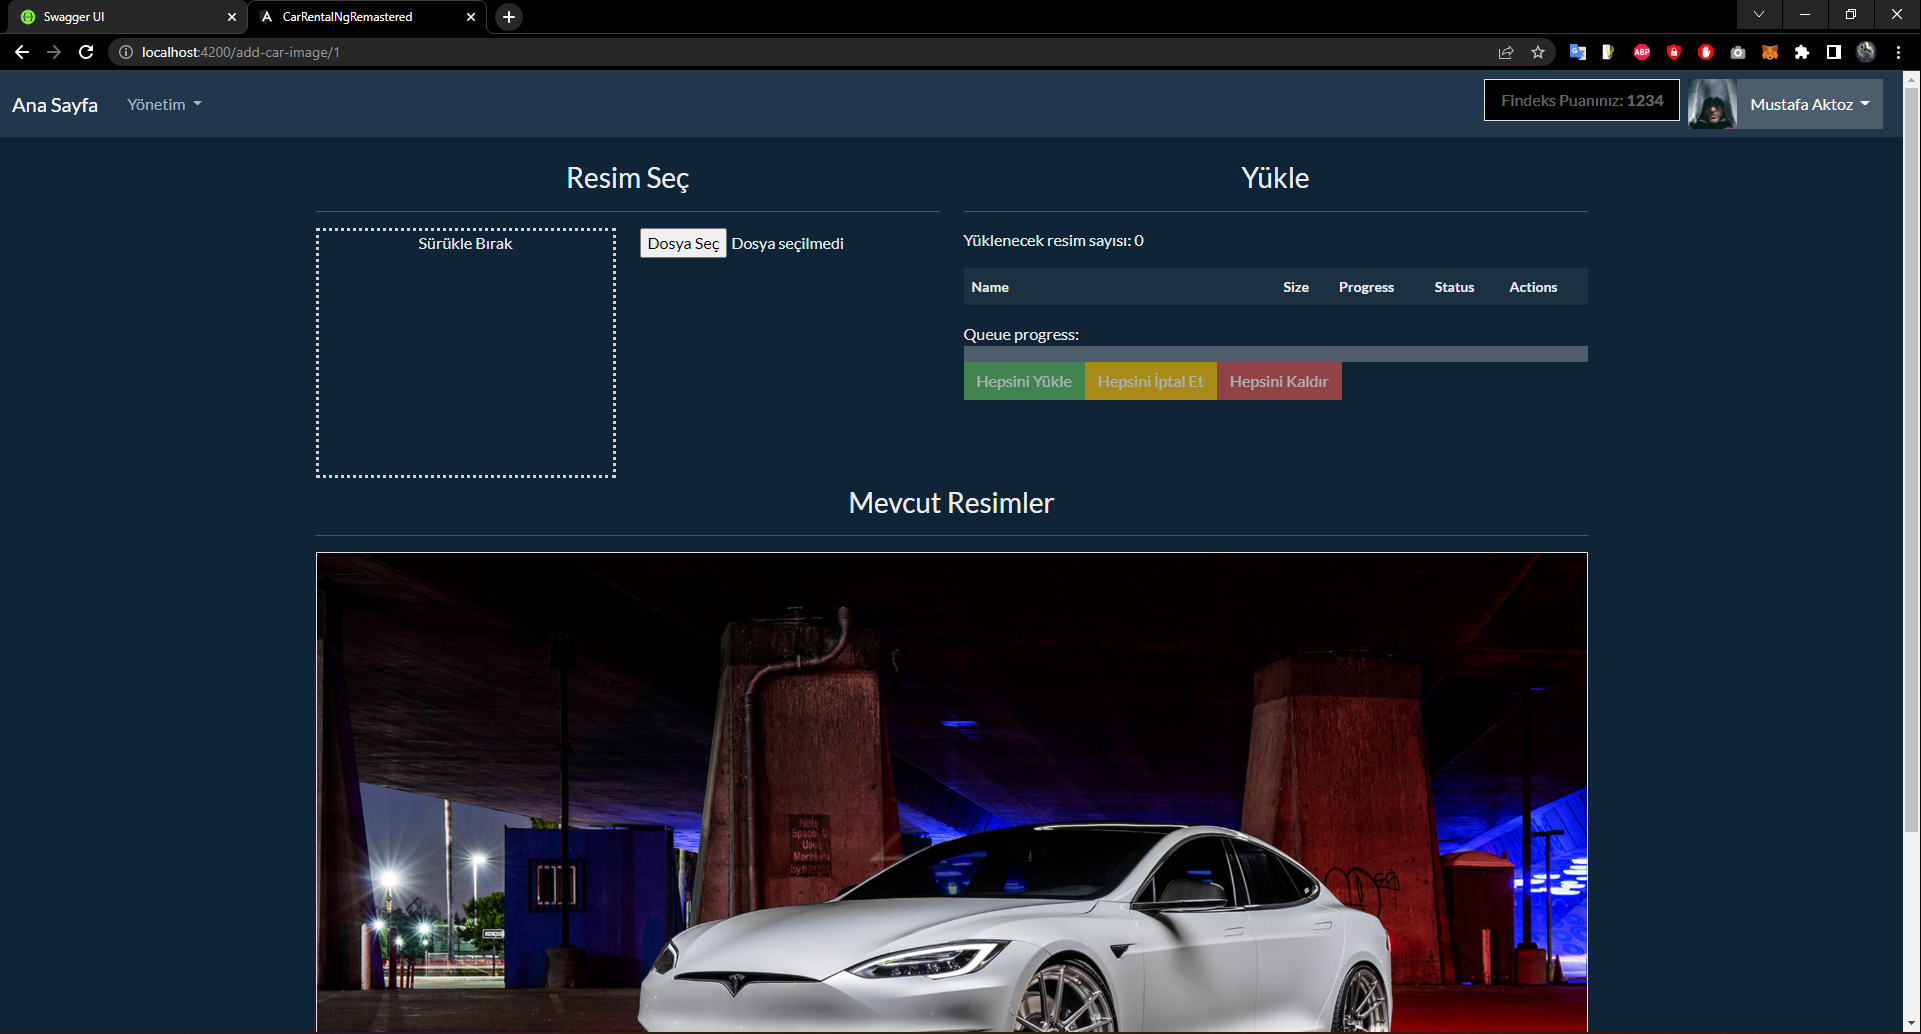 Swagger UI
CarRentalNgRemastered
localhost:4200/add-car-image/1
ABP
Ana Sayfa
Yönetim
Findeks Puanınız: 1234
Mustafa Aktoz
Resim Seç
Yükle
Sürükle Bırak
Dosya Seç Dosya seçilmedi
Yüklenecek resim sayısı: 0
Name Size Progress Status Actions
Queue progress:
Hepsini Yükle Hepsini İptal Et Hepsini Kaldır
Mevcut Resimler